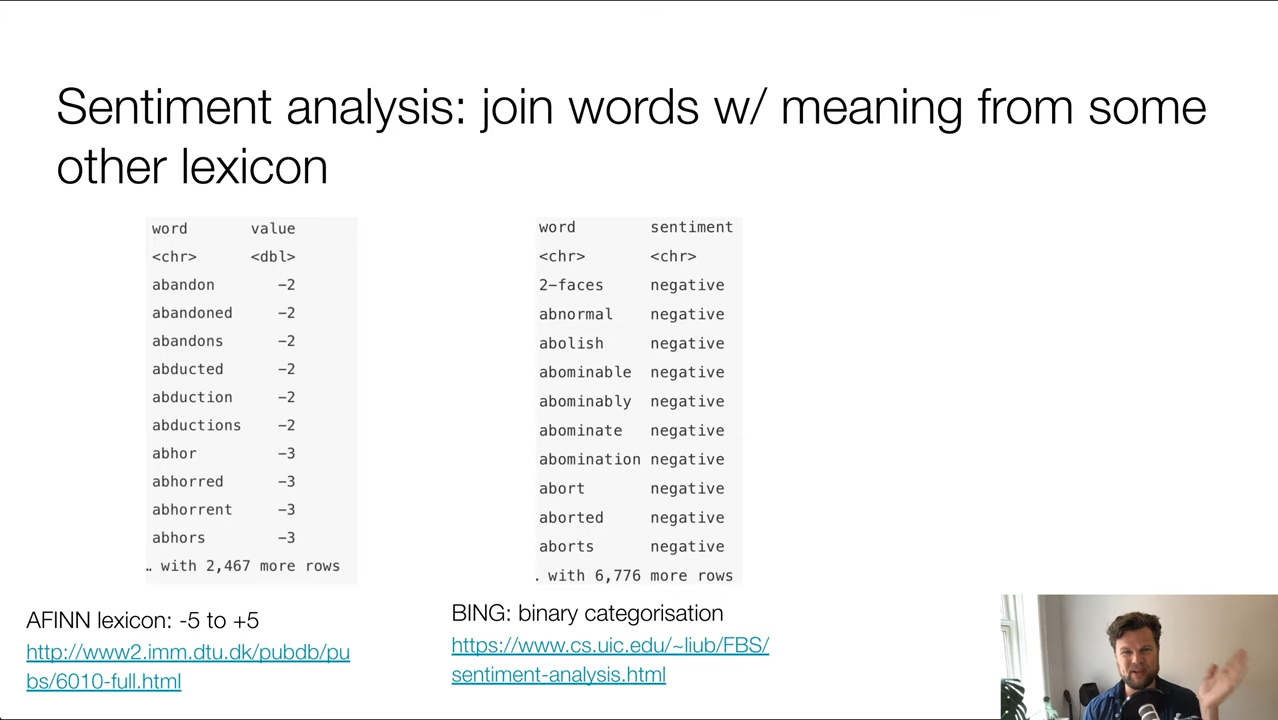 Sentiment analysis: join words w/ meaning from some
other lexicon
word value
<chr> <dbl>
abandon -2
abandoned -2
abandons -2
abducted -2
abduction -2
abductions -2
abhor -3
abhorred -3
abhorrent -3
abhors -3
… with 2,467 more rows
AFINN lexicon: -5 to +5
http://www2.imm.dtu.dk/pubdb/pu
bs/6010-full.html
word sentiment
<chr> <chr>
2-faces negative
abnormal negative
abolish negative
abominable negative
abominably negative
abominate negative
abomination negative
abort negative
aborted negative
aborts negative
. with 6,776 more rows
BING: binary categorisation
https://www.cs.uic.edu/~liub/FBS/
sentiment-analysis.html